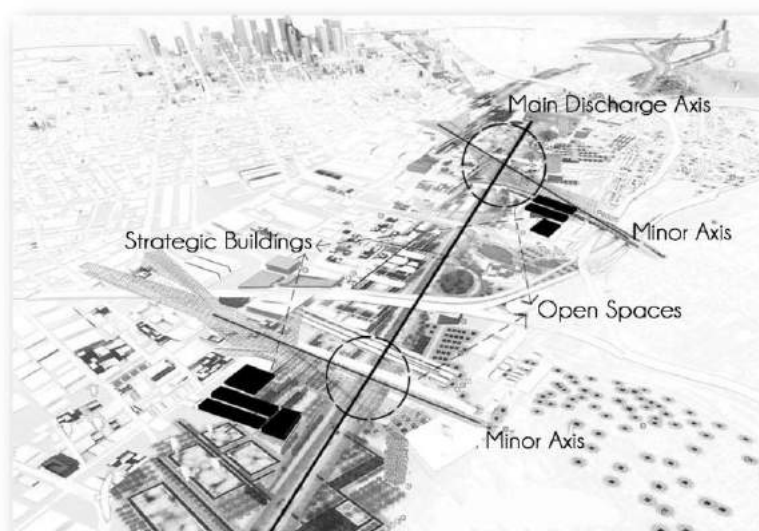 Main Discharge Axis
Minor Axis
Strategic Buildings
Open Spaces
Minor Axis